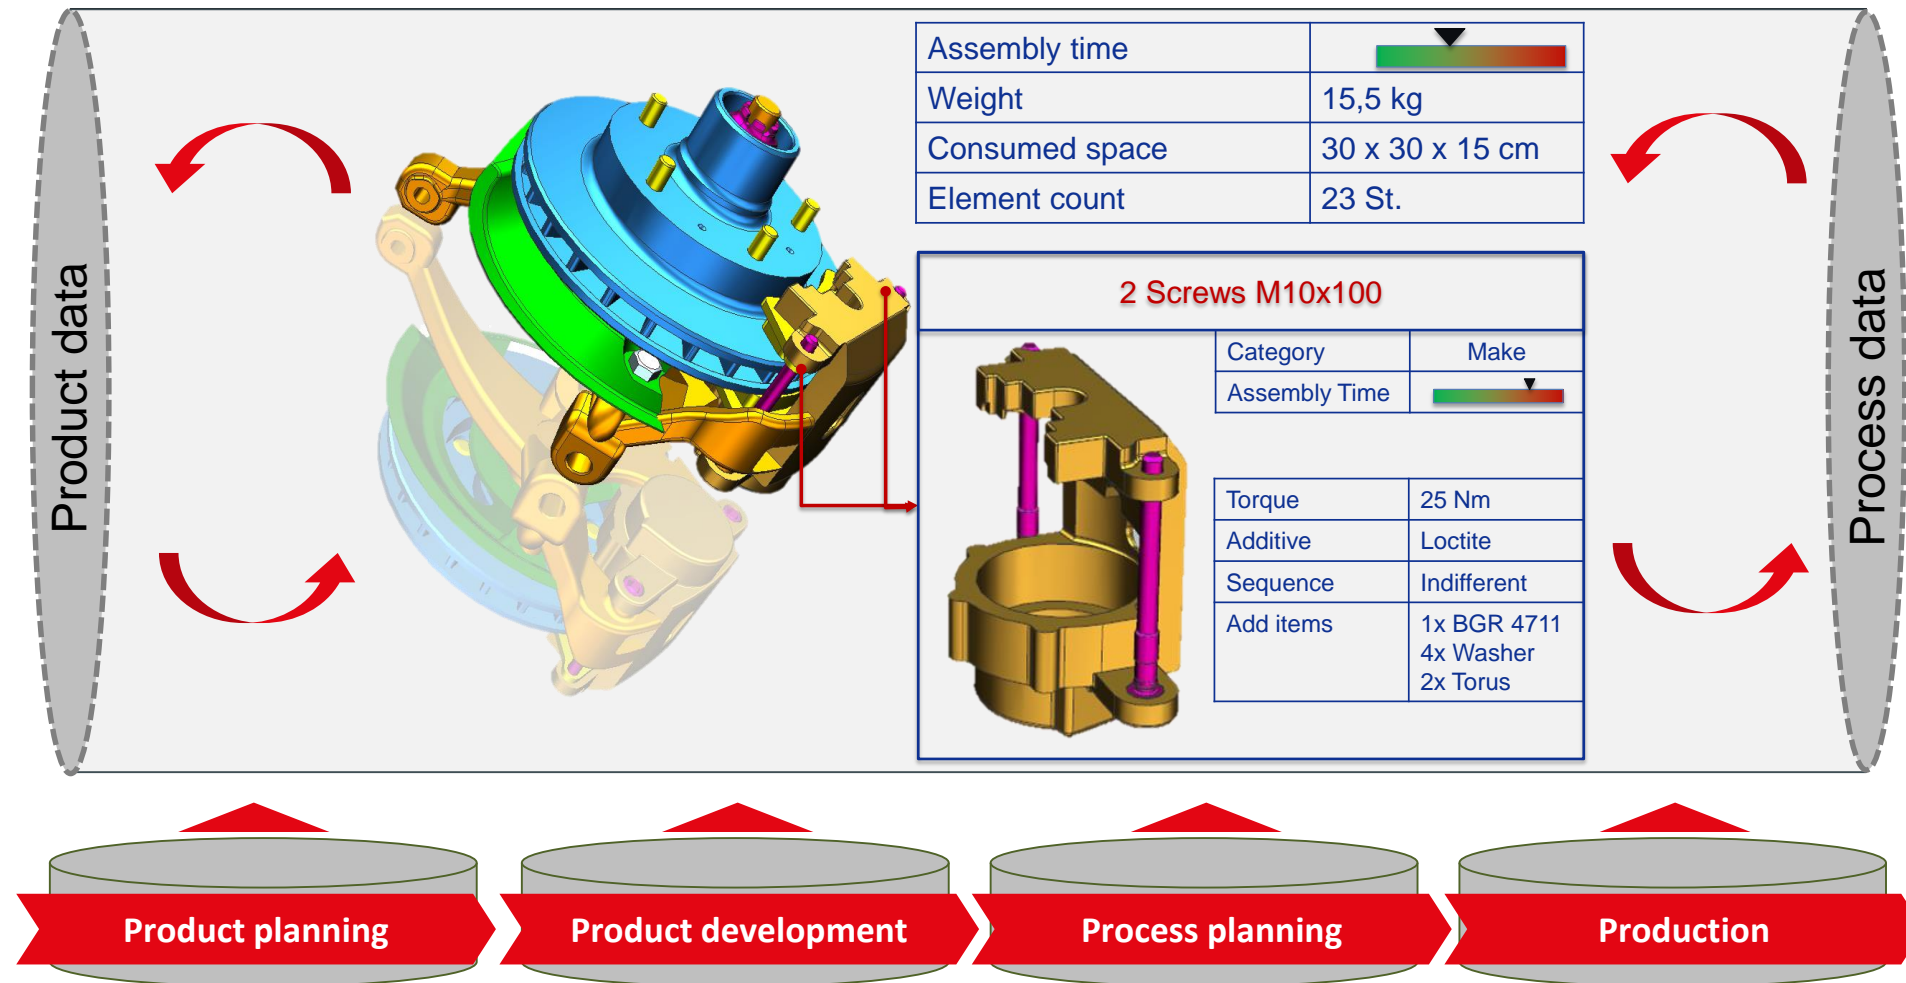 Product data
Assembly time
Weight 15,5 kg
Consumed space 30 x 30 x 15 cm
Element count 23 St.
2 Screws M10x100
Category Make
Assembly Time
Torque 25 Nm
Additive Loctite
Sequence Indifferent
Add items 1x BGR 4711
4x Washer
2x Torus
Process data
Product planning
Product development
Process planning
Production